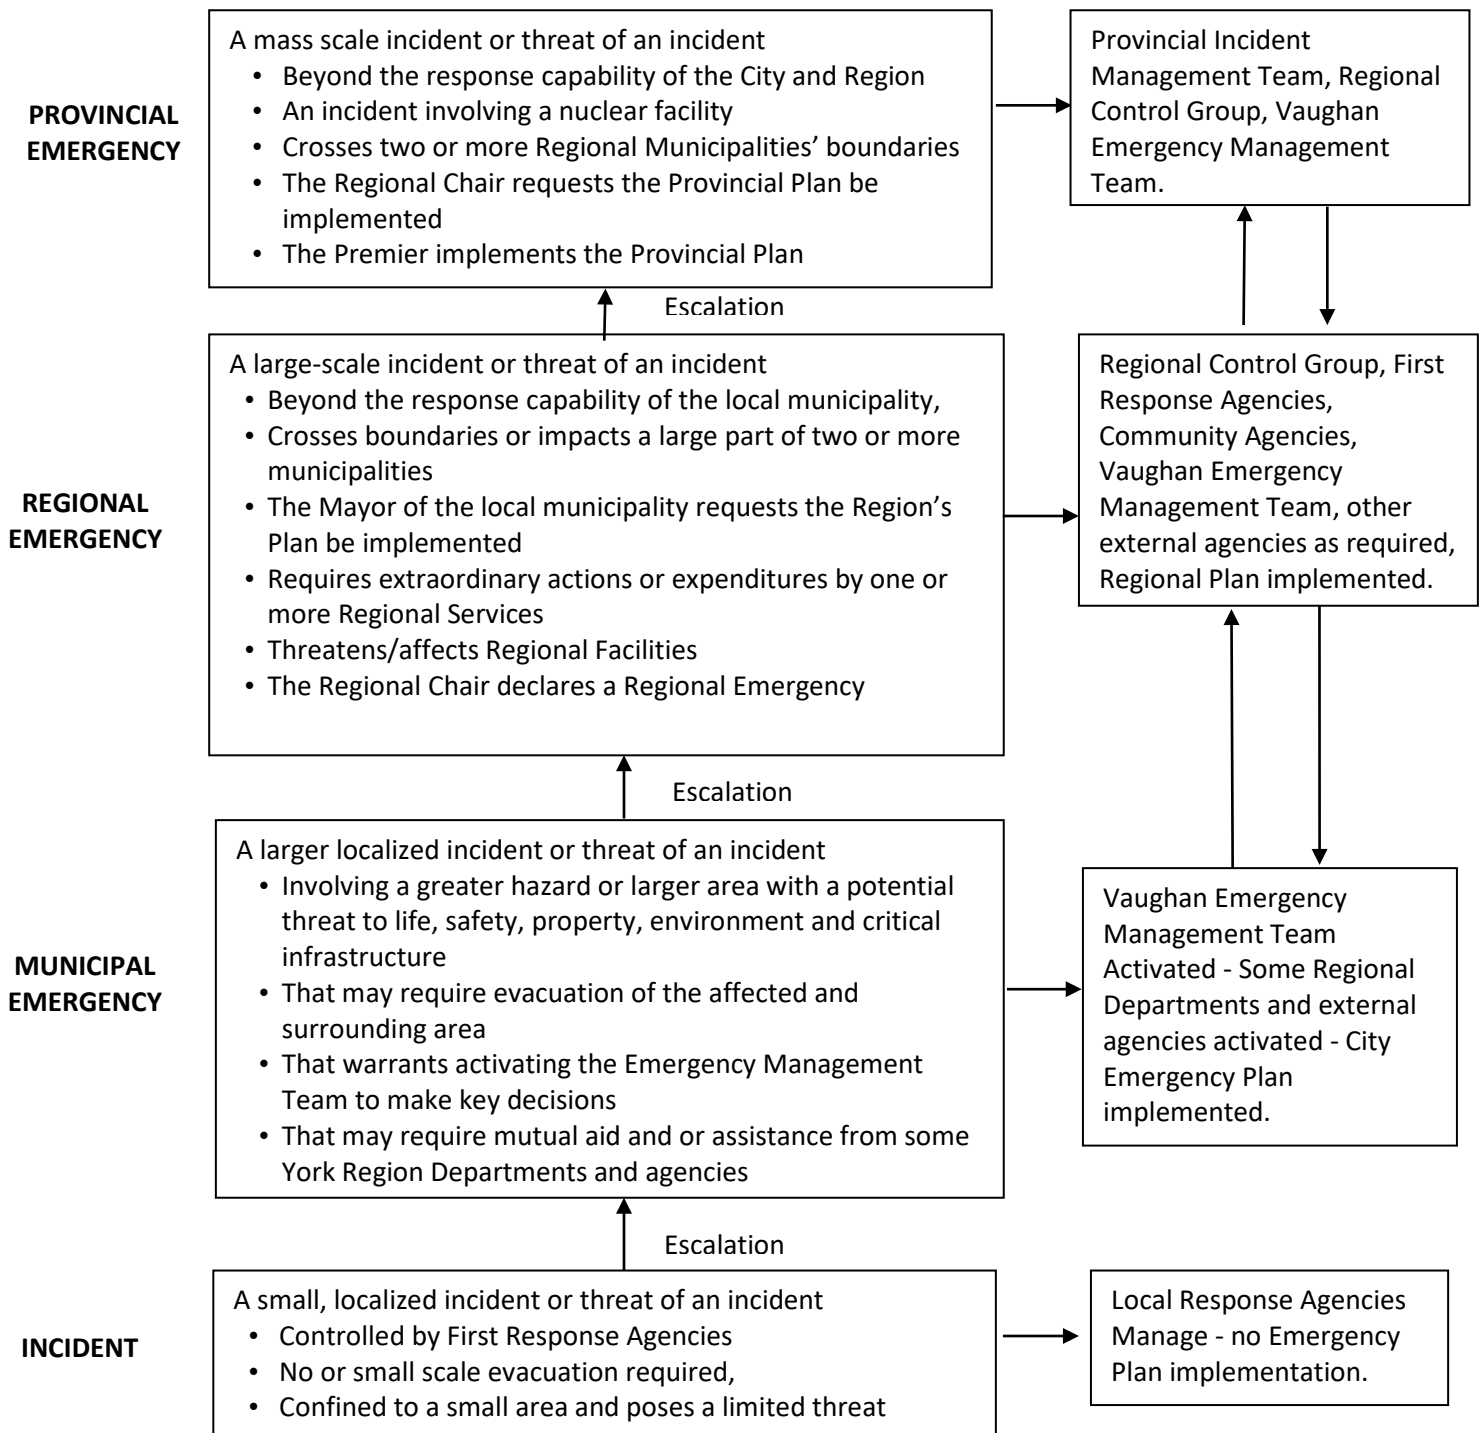 PROVINCIAL
EMERGENCY
A mass scale incident or threat of an incident
• Beyond the response capability of the City and Region
• An incident involving a nuclear facility
• Crosses two or more Regional Municipalities’ boundaries
• The Regional Chair requests the Provincial Plan be
implemented
• The Premier implements the Provincial Plan
Provincial Incident
Management Team, Regional
Control Group, Vaughan
Emergency Management
Team.
Escalation
REGIONAL
EMERGENCY
A large-scale incident or threat of an incident
• Beyond the response capability of the local municipality,
• Crosses boundaries or impacts a large part of two or more
municipalities
• The Mayor of the local municipality requests the Region’s
Plan be implemented
• Requires extraordinary actions or expenditures by one or
more Regional Services
• Threatens/affects Regional Facilities
• The Regional Chair declares a Regional Emergency
Regional Control Group, First
Response Agencies,
Community Agencies,
Vaughan Emergency
Management Team, other
external agencies as required,
Regional Plan implemented.
Escalation
MUNICIPAL
EMERGENCY
A larger localized incident or threat of an incident
• Involving a greater hazard or larger area with a potential
threat to life, safety, property, environment and critical
infrastructure
• That may require evacuation of the affected and
surrounding area
• That warrants activating the Emergency Management
Team to make key decisions
• That may require mutual aid and or assistance from some
York Region Departments and agencies
Vaughan Emergency
Management Team
Activated - Some Regional
Departments and external
agencies activated - City
Emergency Plan
implemented.
Escalation
INCIDENT
A small, localized incident or threat of an incident
• Controlled by First Response Agencies
• No or small scale evacuation required,
• Confined to a small area and poses a limited threat
Local Response Agencies
Manage - no Emergency
Plan implementation.